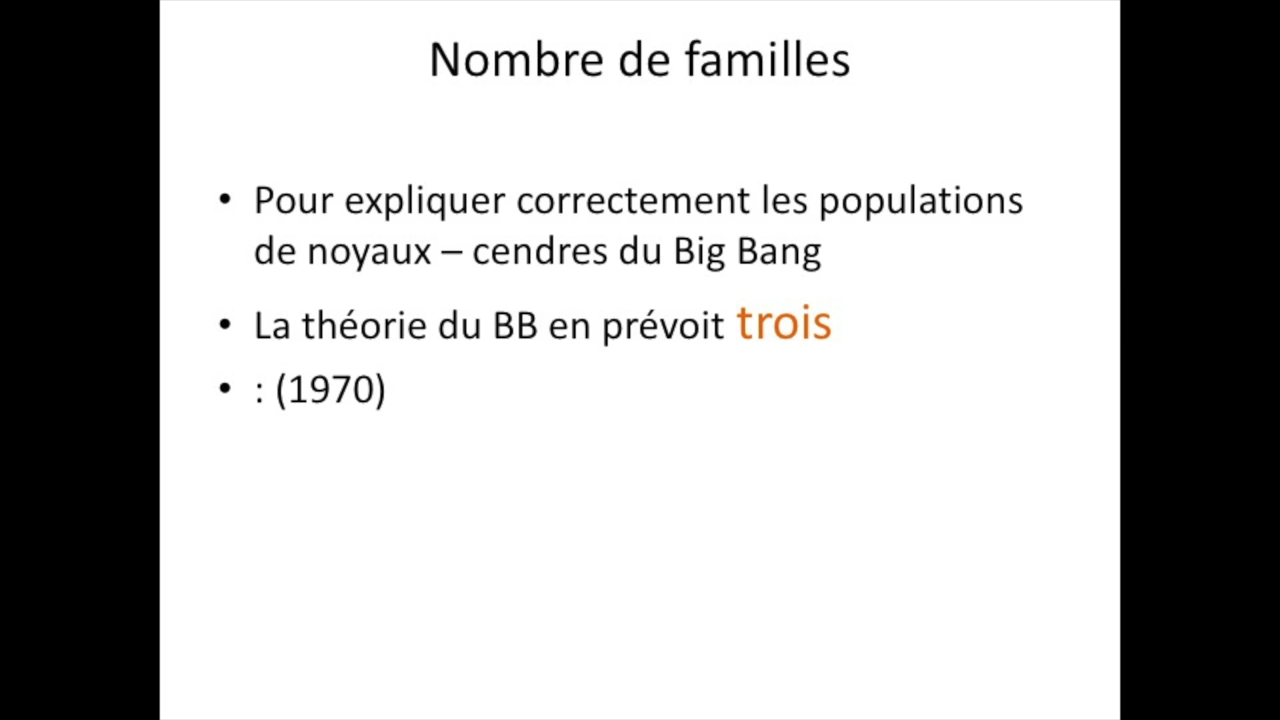 Nombre de familles
• Pour expliquer correctement les populations
de noyaux – cendres du Big Bang
• La théorie du BB en prévoit trois
• : (1970)